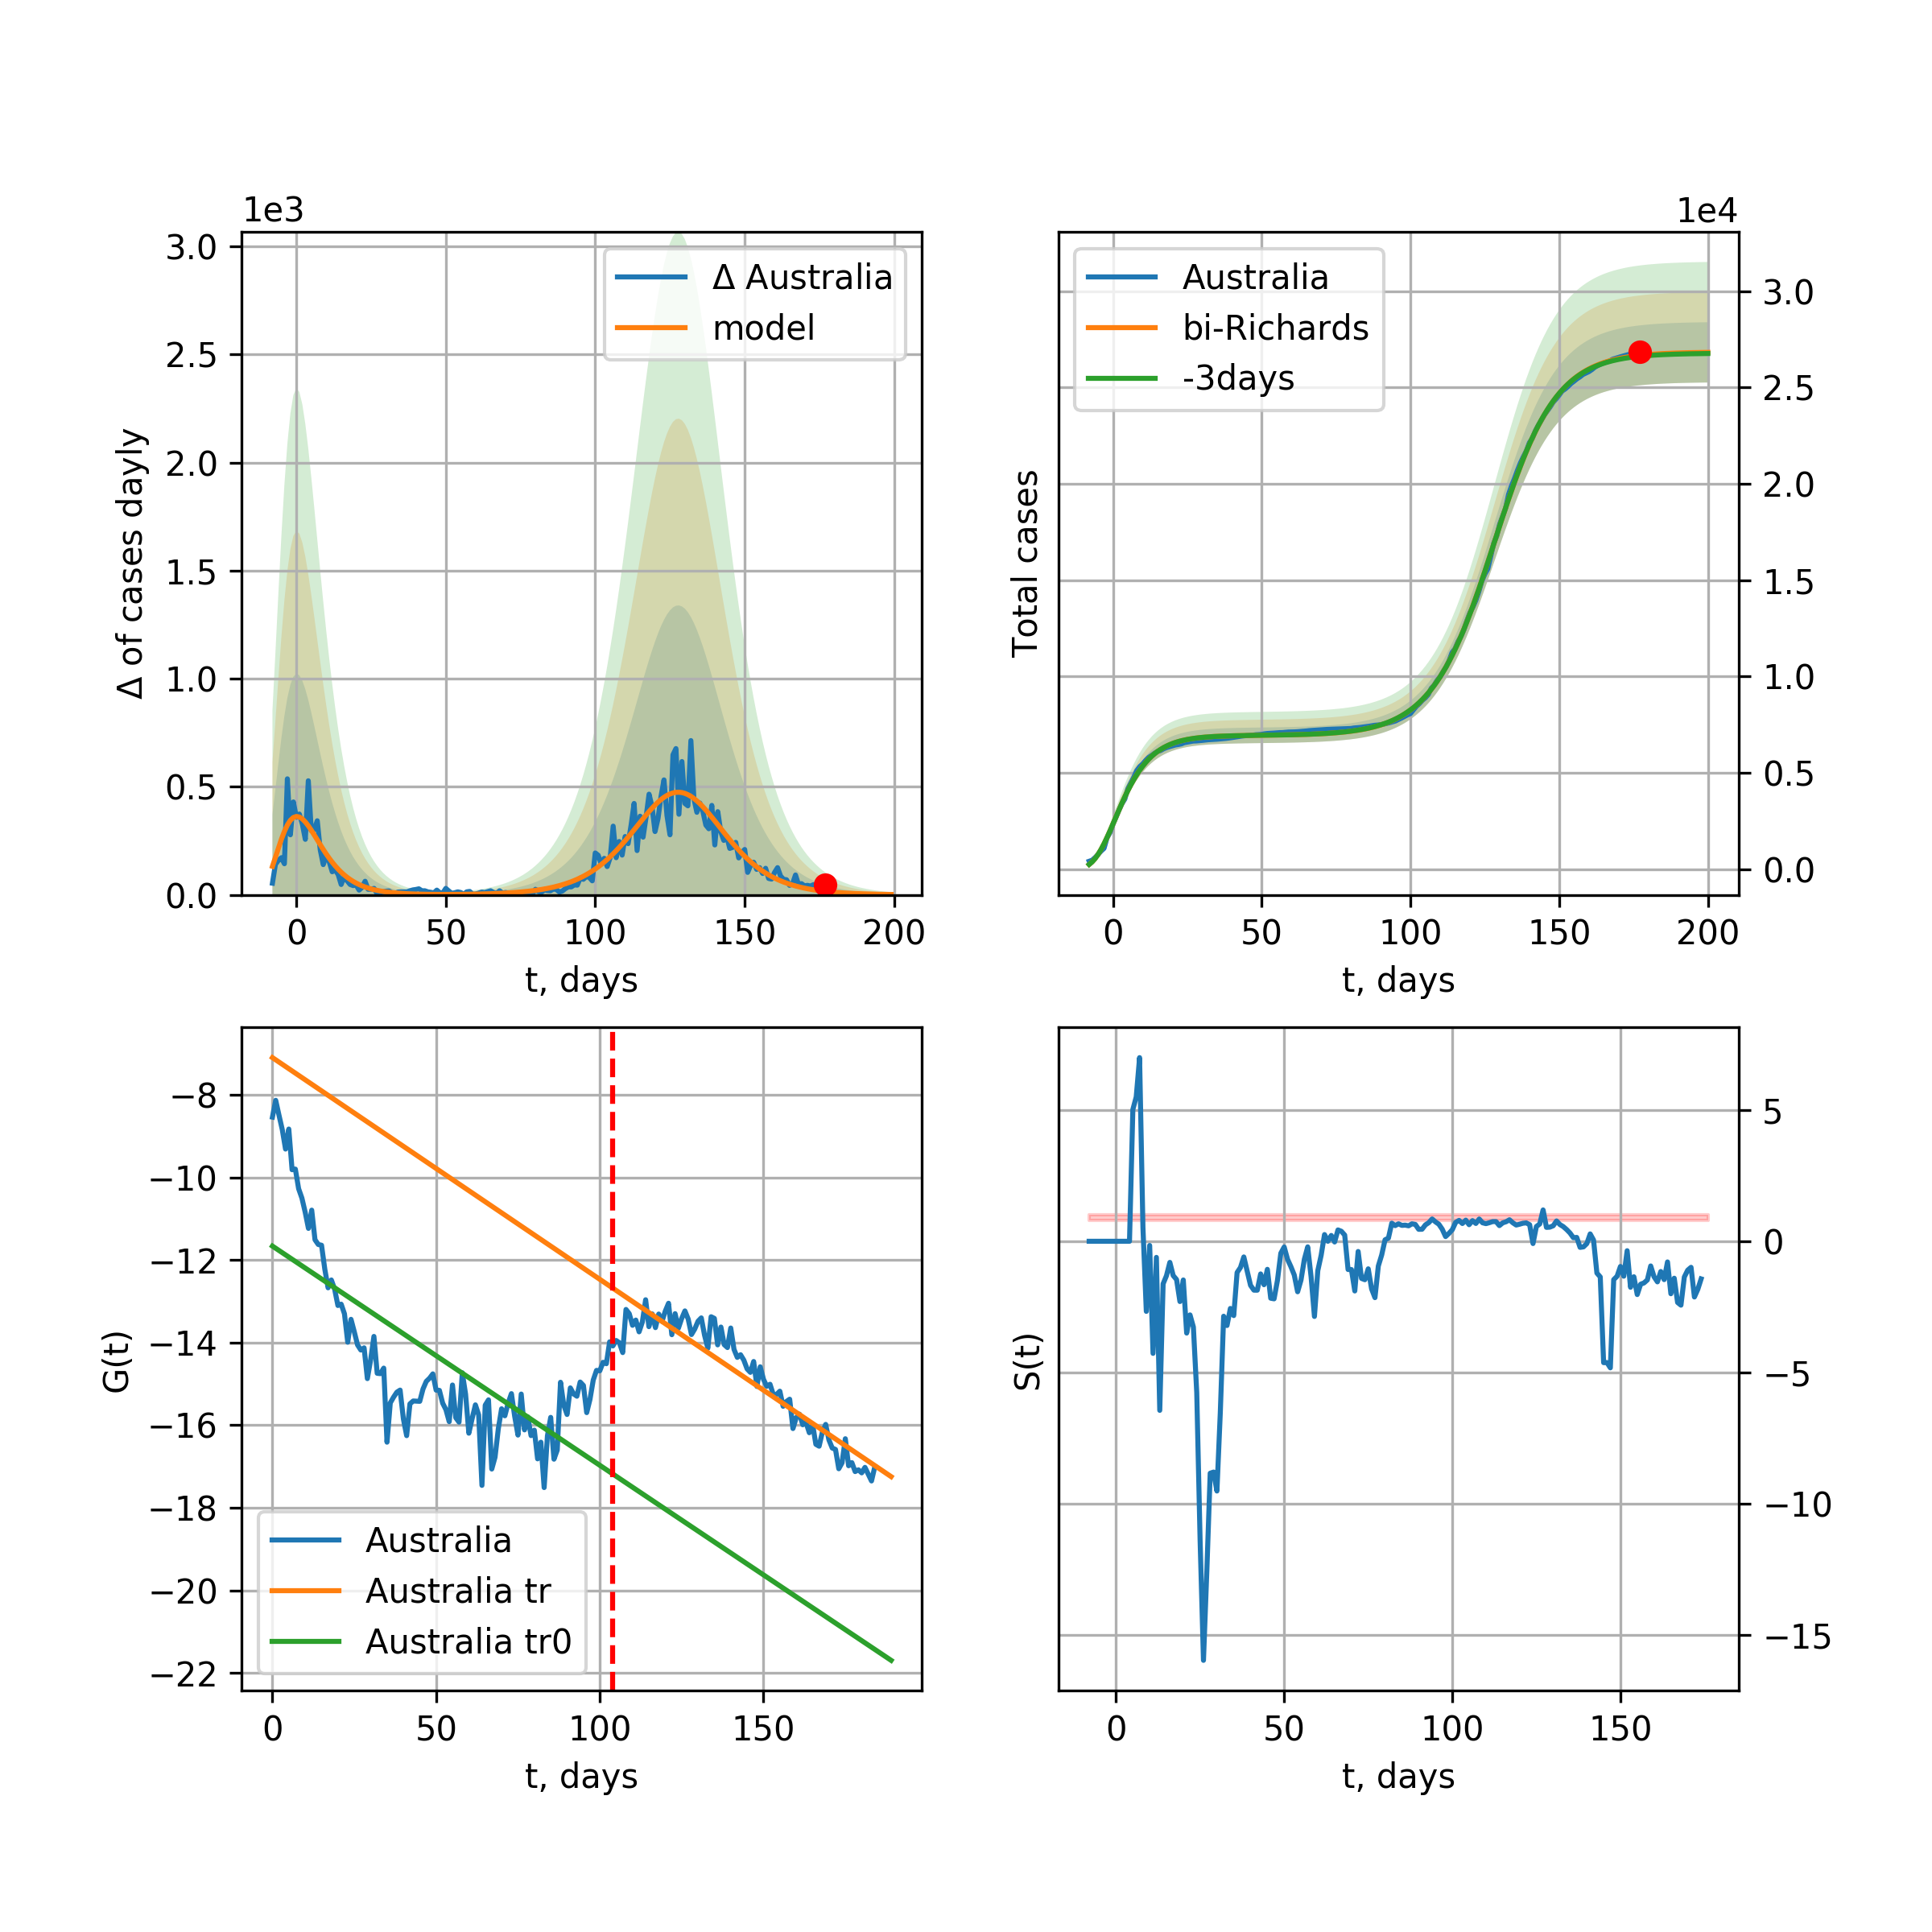 1e3
3.0
2.5
2.0
1.5
1.0
0.5
0.0
Δ of cases dayly
Δ Australia
model
0 50 100 150 200
t, days
1e4
Australia
bi-Richards
-3days
Total cases
3.0
2.5
2.0
1.5
1.0
0.5
0.0
0 50 100 150 200
t, days
−8
−10
−12
−14
−16
−18
−20
−22
G(t)
Australia
Australia tr
Australia tr0
0 50 100 150
t, days
S(t)
5
0
−5
−10
−15
0 50 100 150
t, days